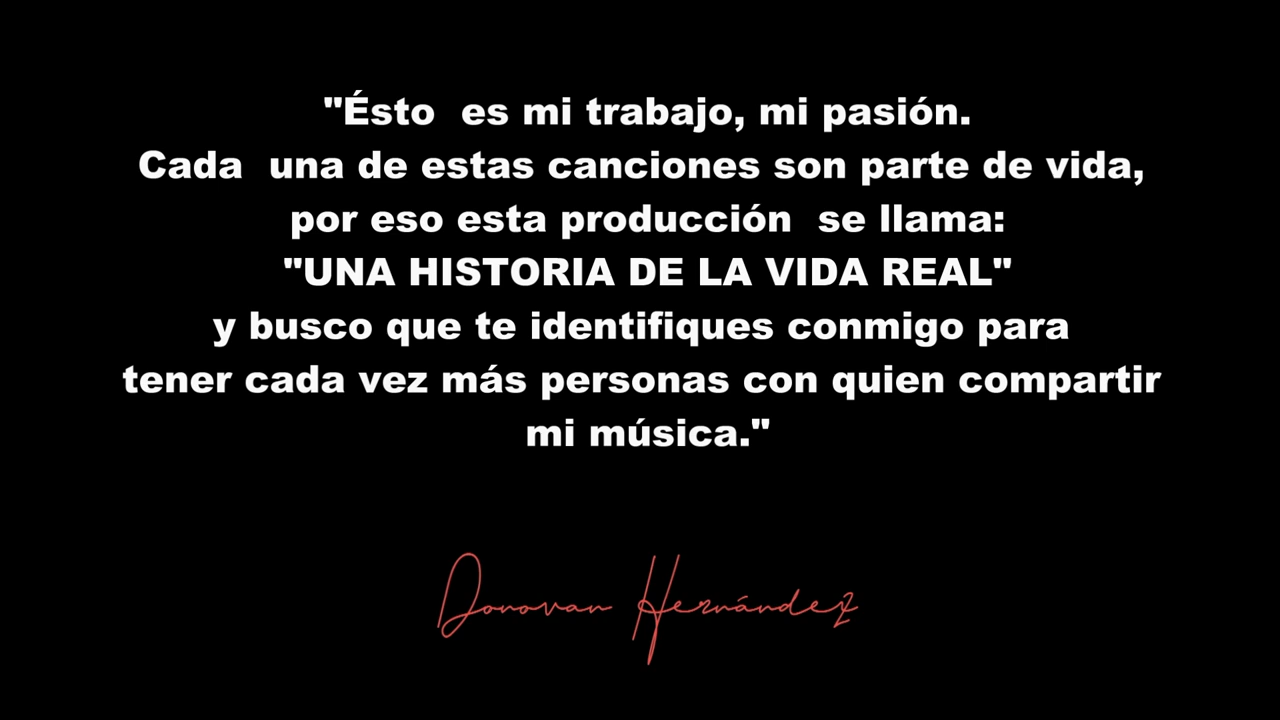 "Ésto  es mi trabajo, mi pasión.
Cada  una de estas canciones son parte de vida,
por eso esta producción  se llama:
"UNA HISTORIA DE LA VIDA REAL"
y busco que te identifiques conmigo para
tener cada vez más personas con quien compartir
mi música."
Donovan Hernández